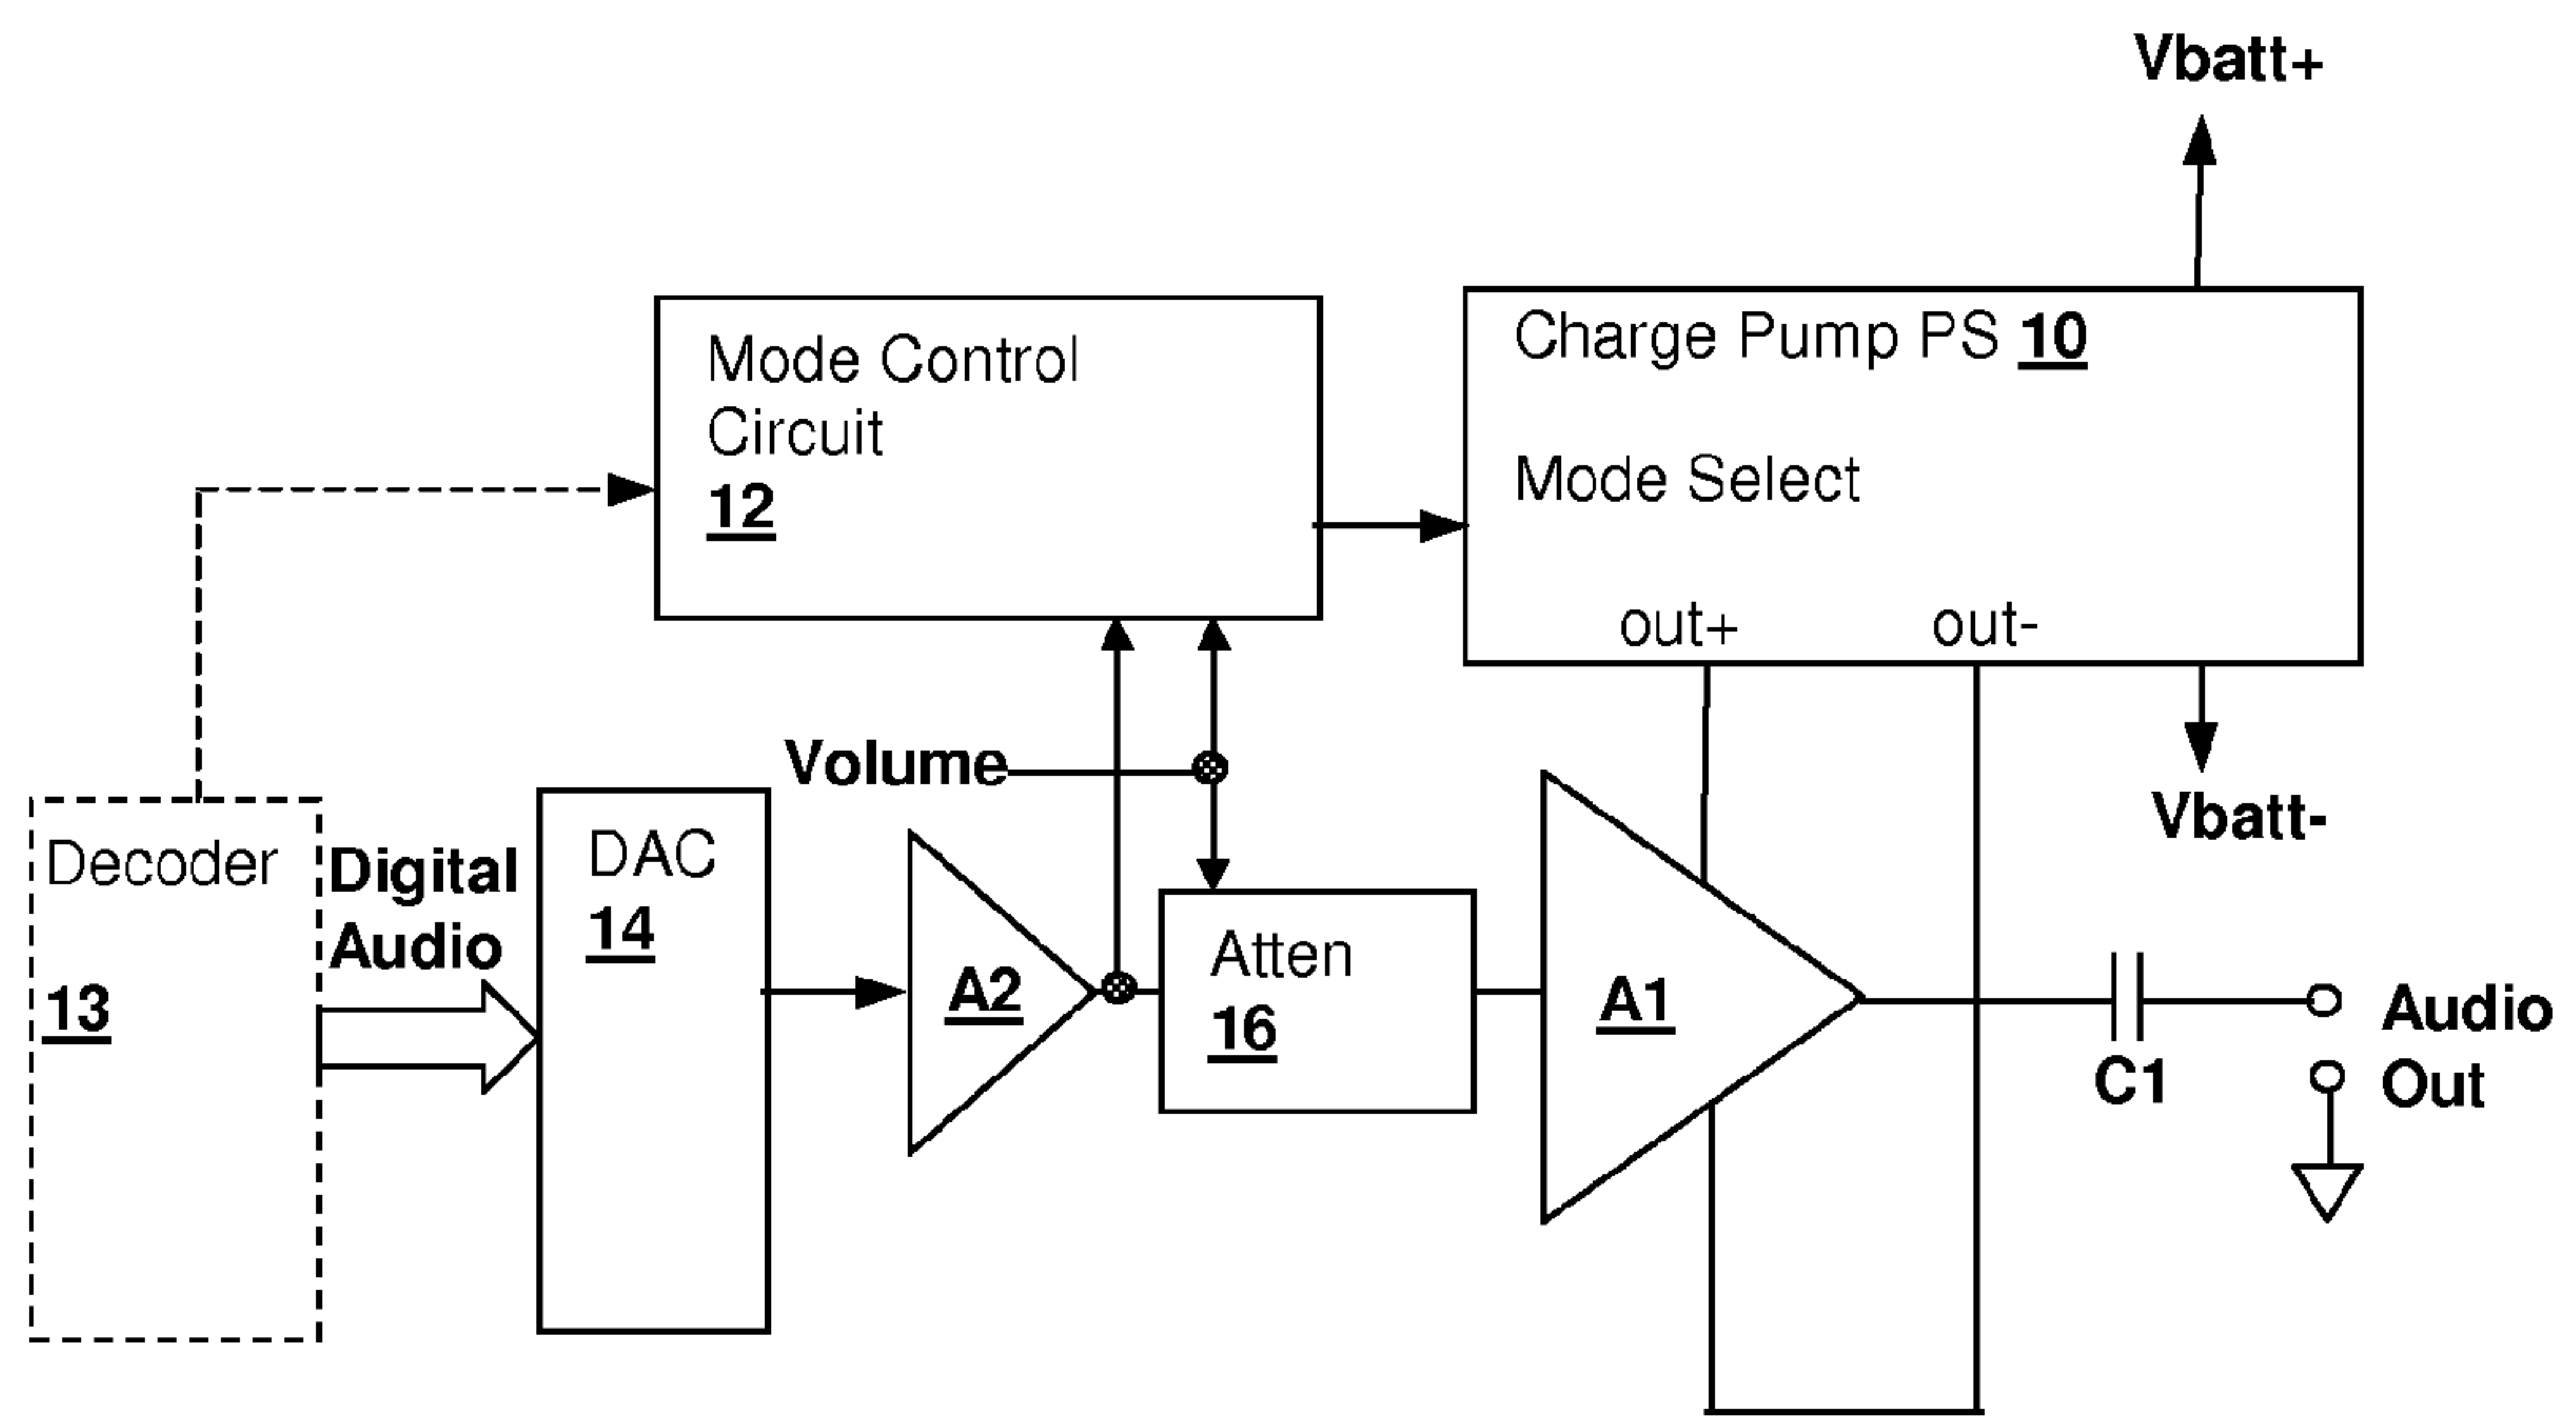 Vbatt+
Mode Control
Circuit
12
Charge Pump PS 10
Mode Select
out+ out-
Volume
Vbatt-
Decoder
13
Digital
Audio
DAC
14
A2
Atten
16
A1
C1
Audio
Out